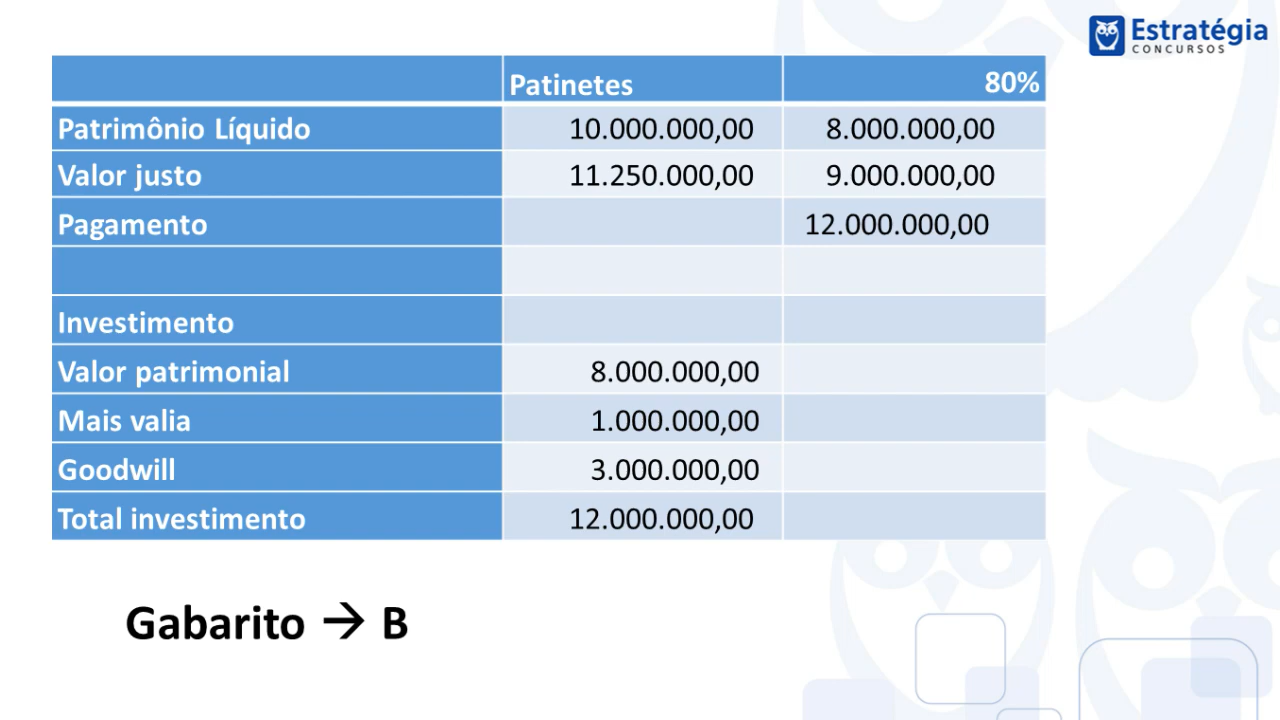 Estratégia
CONCURSOS
Patinetes 80%
Patrimônio Líquido 10.000.000,00 8.000.000,00
Valor justo 11.250.000,00 9.000.000,00
Pagamento 12.000.000,00
Investimento
Valor patrimonial 8.000.000,00
Mais valia 1.000.000,00
Goodwill 3.000.000,00
Total investimento 12.000.000,00
Gabarito → B